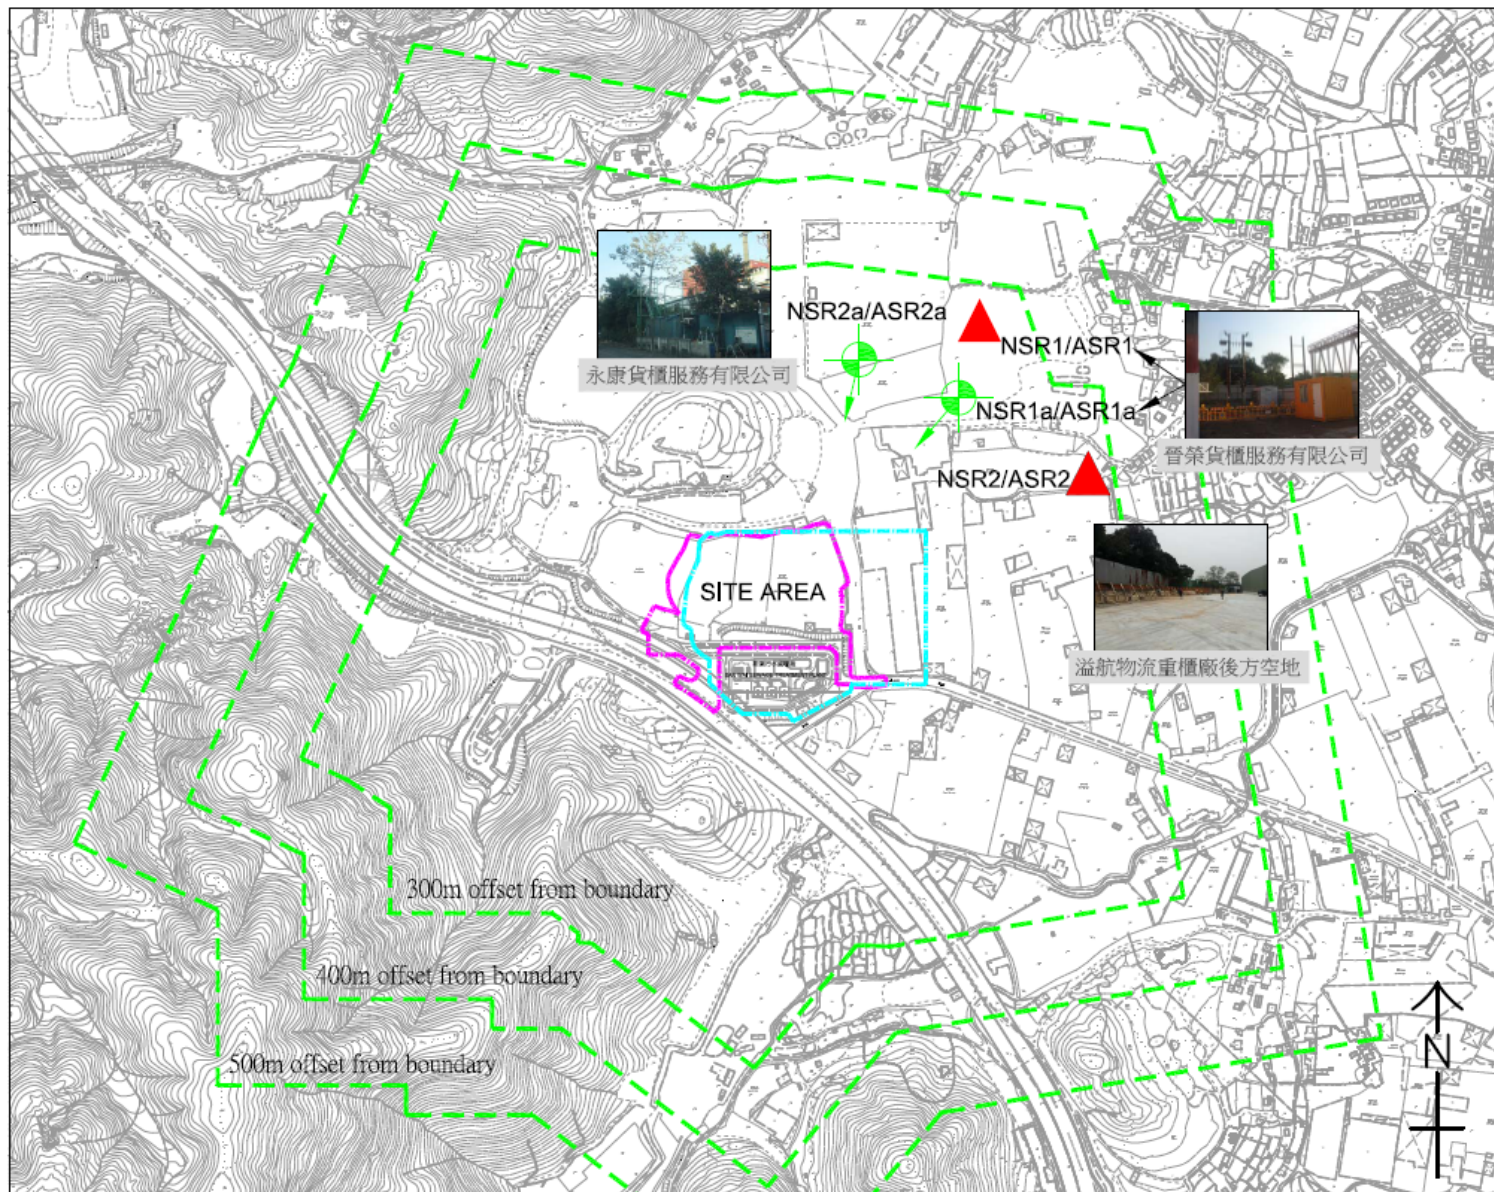 NSR2a/ASR2a
NSR1/ASR1
永康貨櫃服務有限公司
NSR1a/ASR1a
晉榮貨櫃服務有限公司
NSR2/ASR2
SITE AREA
溢航物流重櫃廠後方空地
300m offset from boundary
400m offset from boundary
500m offset from boundary
N